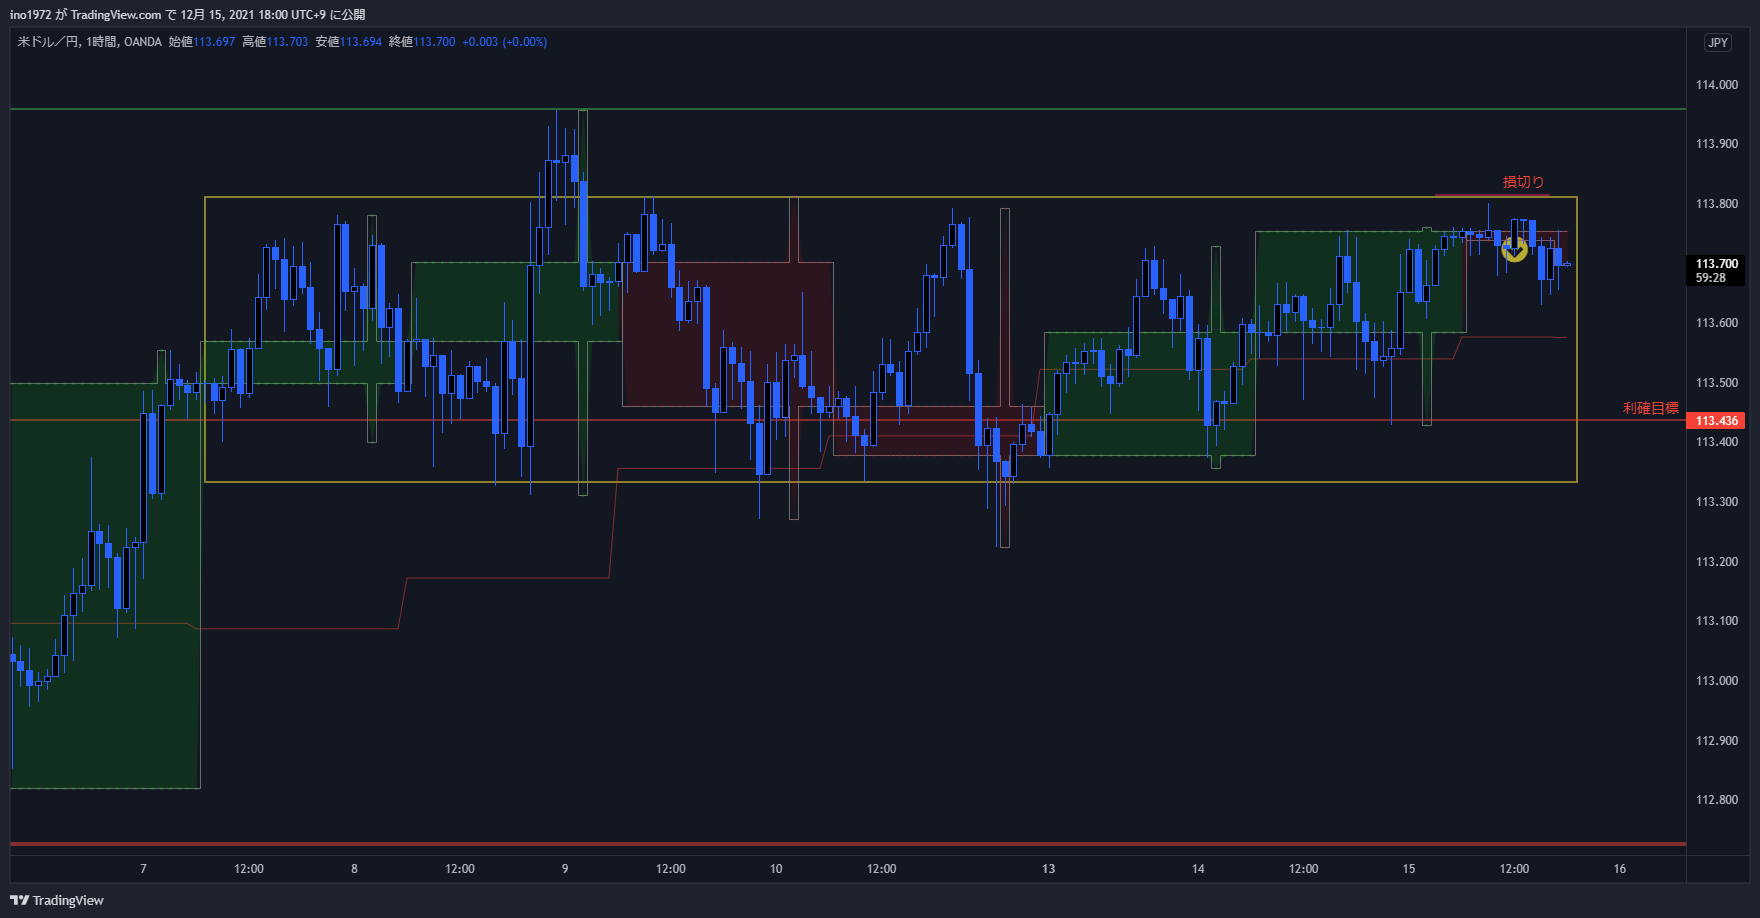 ino1972 が TradingView.com で 12月 15, 2021 18:00 UTC+9 に公開
米ドル／円, 1時間, OANDA 始値113.697 高値113.703 安値113.694 終値113.700 +0.003 (+0.00%)
JPY
114.000
113.900
損切り
113.800
113.700
59:28
113.600
113.500
利確目標
113.436
113.400
113.300
113.200
113.100
113.000
112.900
112.800
7 12:00 8 12:00 9 12:00 10 12:00 13 14 12:00 15 12:00 16
TradingView